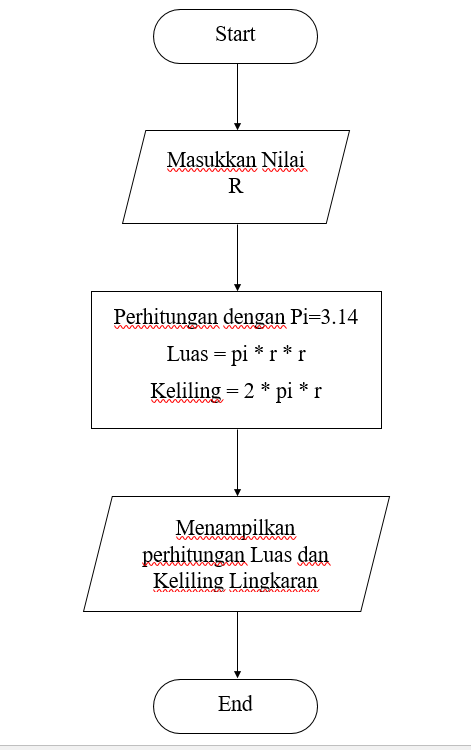 Start
Masukkan Nilai
R
Perhitungan dengan Pi=3.14
Luas = pi * r * r
Keliling = 2 * pi * r
Menampilkan
perhitungan Luas dan
Keliling Lingkaran
End